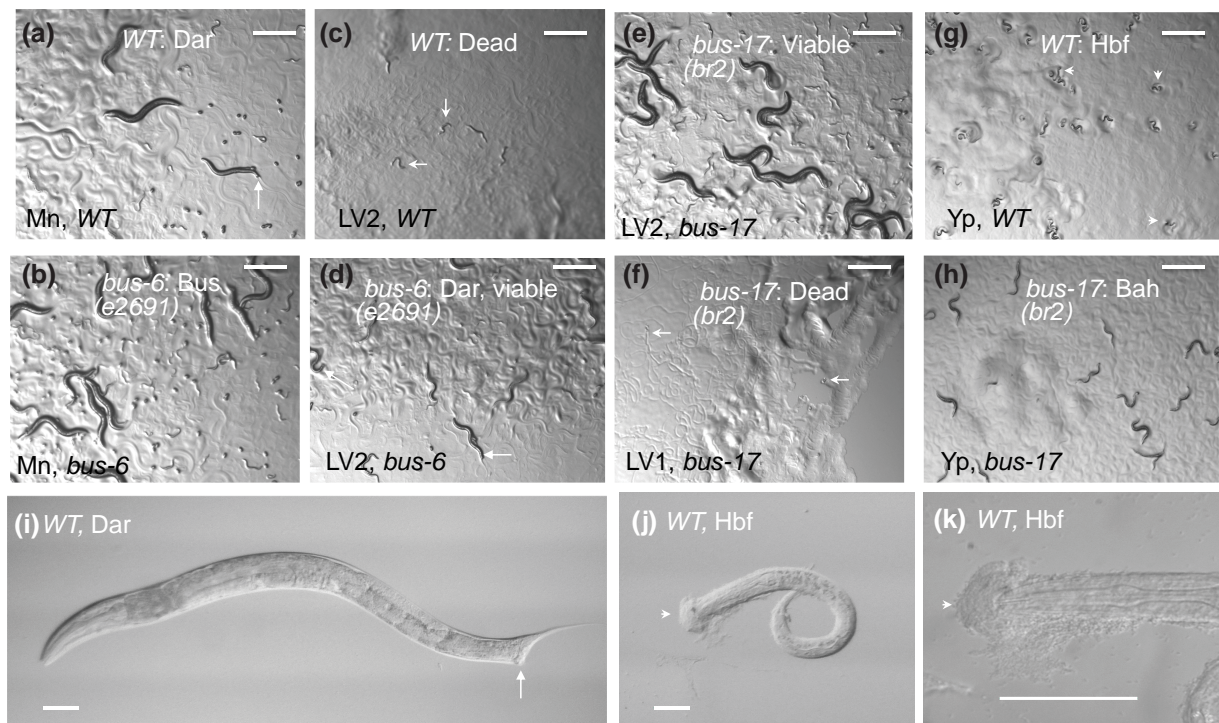 (a) WT: Dar
Mn, WT
(c) WT: Dead
LV2, WT
(e) bus-17: Viable
(br2)
LV2, bus-17
(g) WT: Hbf
Yp, WT
(b) bus-6: Bus
(e2691)
Mn, bus-6
(d) bus-6: Dar, viable
(e2691)
LV2, bus-6
(f) bus-17: Dead
(br2)
LV1, bus-17
(h) bus-17: Bah
(br2)
Yp, bus-17
(i) WT, Dar
(j) WT, Hbf
(k) WT, Hbf